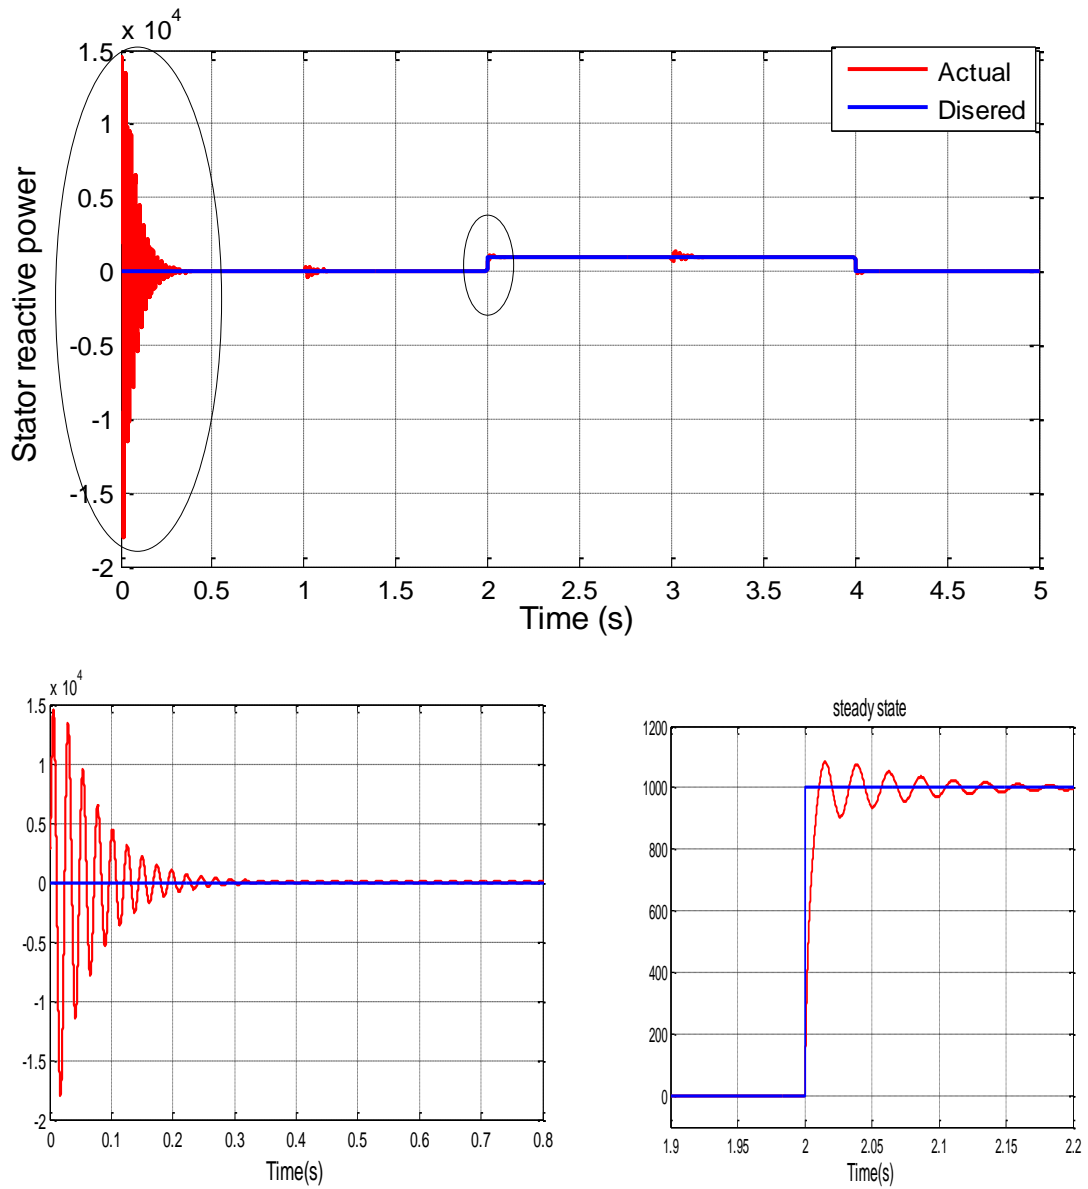 x 10^4
1.5
1
0.5
0
-0.5
-1
-1.5
-2
Stator reactive power
Actual
Disered
0 0.5 1 1.5 2 2.5 3 3.5 4 4.5 5
Time (s)
x 10^4
1.5
1
0.5
0
-0.5
-1
-1.5
-2
0 0.1 0.2 0.3 0.4 0.5 0.6 0.7 0.8
Time(s)
steady state
1200
1000
800
600
400
200
0
1.9 1.95 2 2.05 2.1 2.15 2.2
Time(s)